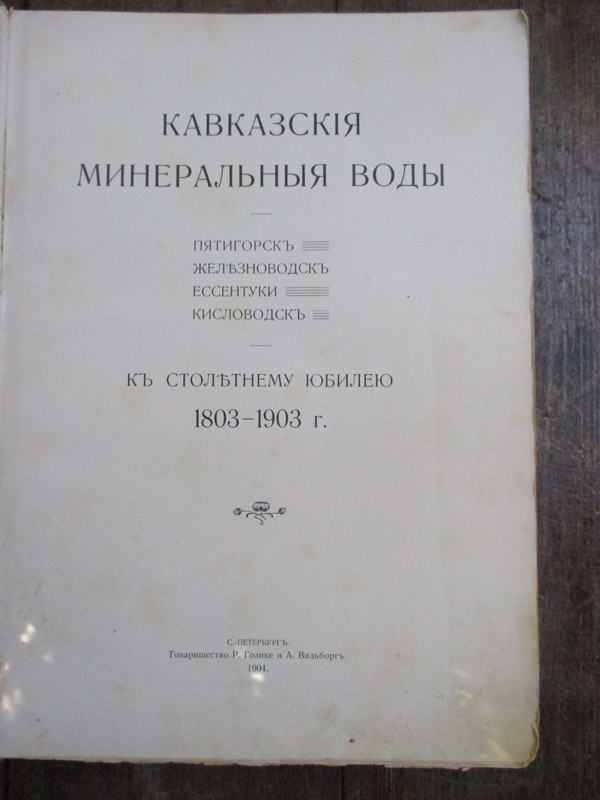 КАВКАЗСКІЯ
МИНЕРАЛЬНЫЯ ВОДЫ
ПЯТИГОРСКЪ
ЖЕЛѢЗНОВОДСКЪ
ЕССЕНТУКИ
КИСЛОВОДСКЪ
КЪ СТОЛѢТНЕМУ ЮБИЛЕЮ
1803–1903 г.
С.-ПЕТЕРБУРГЪ.
Товарищество Р. Голике и А. Вильборгъ.
1904.